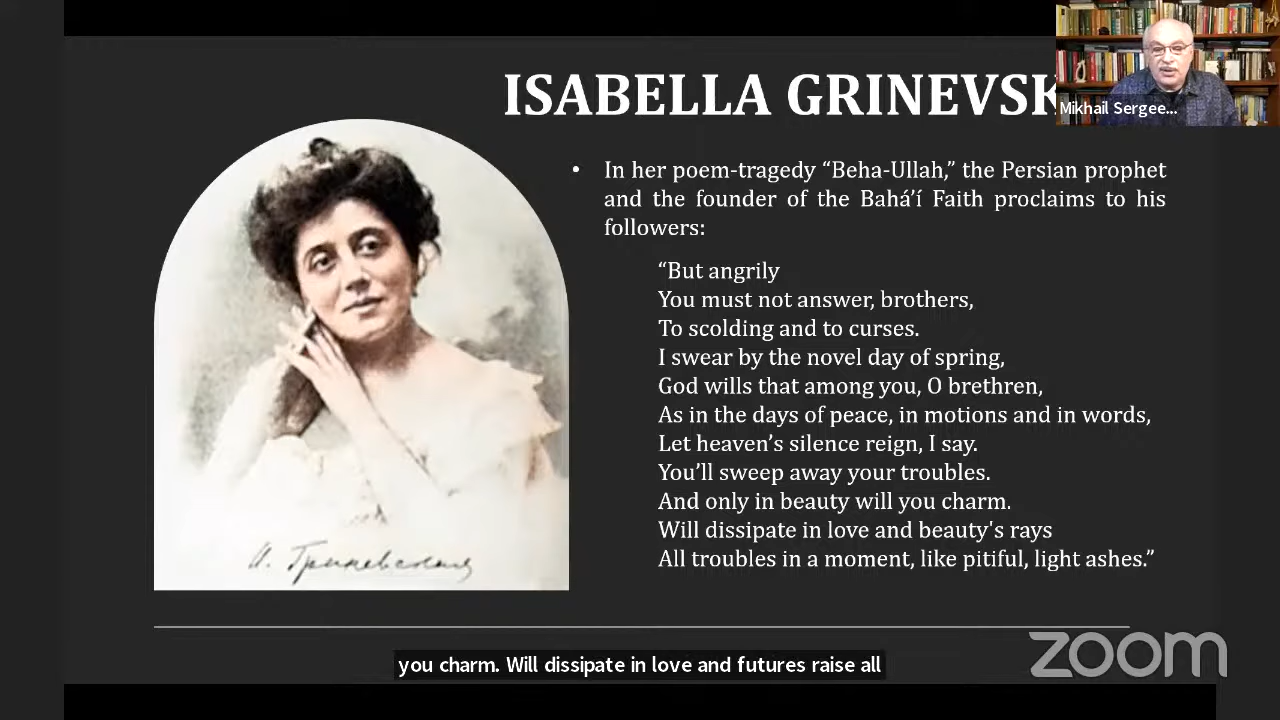 ISABELLA GRINEVSK
Mikhail Sergee...
• In her poem-tragedy “Beha-Ullah,” the Persian prophet
and the founder of the Bahá’í Faith proclaims to his
followers:
“But angrily
You must not answer, brothers,
To scolding and to curses.
I swear by the novel day of spring,
God wills that among you, O brethren,
As in the days of peace, in motions and in words,
Let heaven’s silence reign, I say.
You’ll sweep away your troubles.
And only in beauty will you charm.
Will dissipate in love and beauty's rays
All troubles in a moment, like pitiful, light ashes.”
И. Гриневская
zoom
you charm. Will dissipate in love and futures raise all